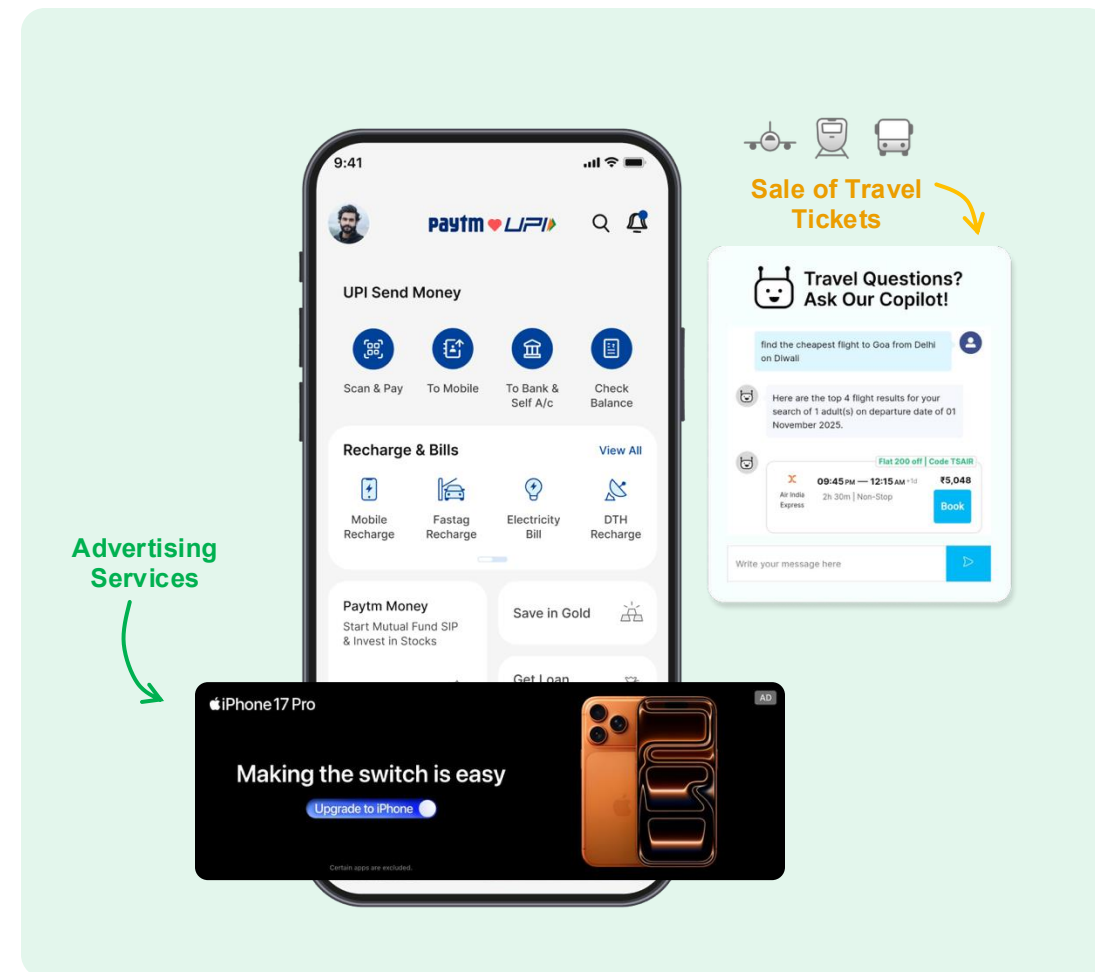 9:41
paytm UPI
UPI Send Money
Scan & Pay
To Mobile
To Bank &
Self A/c
Check
Balance
Recharge & Bills
View All
Mobile
Recharge
Fastag
Recharge
Electricity
Bill
DTH
Recharge
Paytm Money
Start Mutual Fund SIP
& Invest in Stocks
Save in Gold
Get Loan
Advertising
Services
iPhone 17 Pro
AD
Making the switch is easy
Upgrade to iPhone
Certain apps are excluded.
Sale of Travel
Tickets
Travel Questions?
Ask Our Copilot!
find the cheapest flight to Goa from Delhi
on Diwali
Here are the top 4 flight results for your
search of 1 adult(s) on departure date of 01
November 2025.
Flat 200 off | Code TSAIR
Air India
Express
09:45 PM — 12:15 AM +1d
2h 30m | Non-Stop
₹5,048
Book
Write your message here